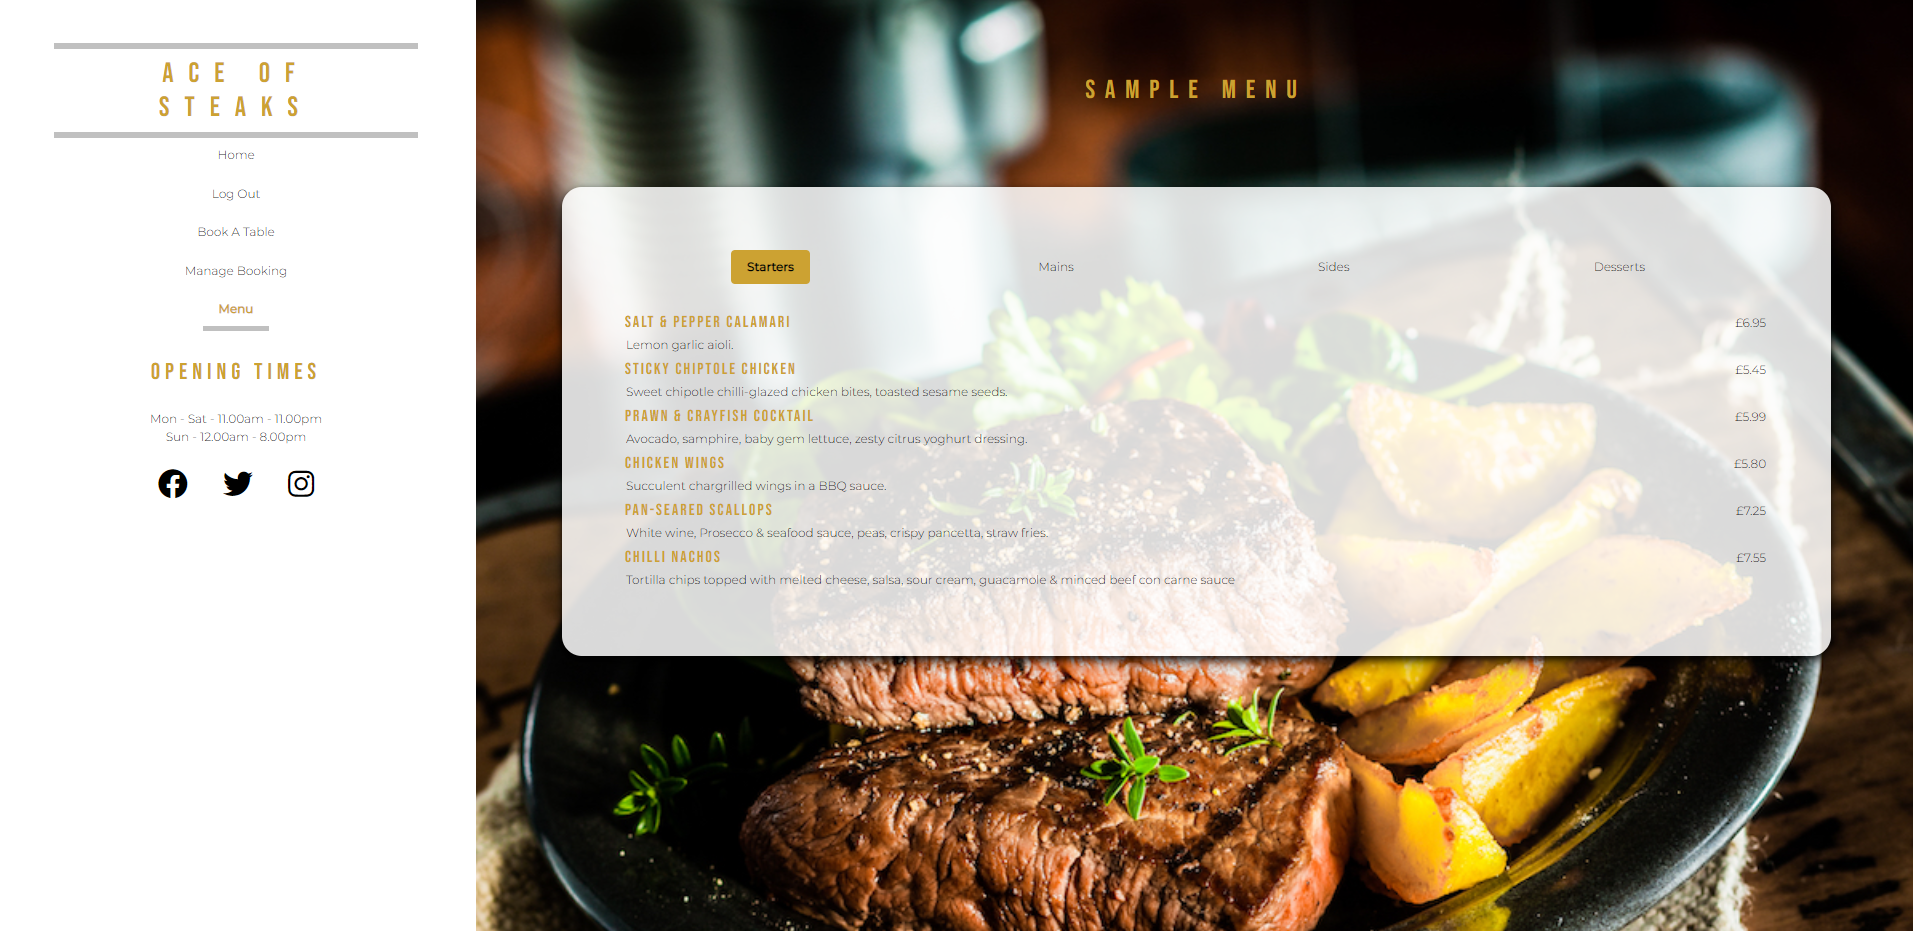 ACE OF
STEAKS
Home
Log Out
Book A Table
Manage Booking
Menu
OPENING TIMES
Mon - Sat - 11.00am - 11.00pm
Sun - 12.00am - 8.00pm
SAMPLE MENU
Starters Mains Sides Desserts
SALT & PEPPER CALAMARI £6.95
Lemon garlic aioli.
STICKY CHIPTOLE CHICKEN £5.45
Sweet chipotle chilli-glazed chicken bites, toasted sesame seeds.
PRAWN & CRAYFISH COCKTAIL £5.99
Avocado, samphire, baby gem lettuce, zesty citrus yoghurt dressing.
CHICKEN WINGS £5.80
Succulent chargrilled wings in a BBQ sauce.
PAN-SEARED SCALLOPS £7.25
White wine, Prosecco & seafood sauce, peas, crispy pancetta, straw fries.
CHILLI NACHOS £7.55
Tortilla chips topped with melted cheese, salsa, sour cream, guacamole & minced beef con carne sauce